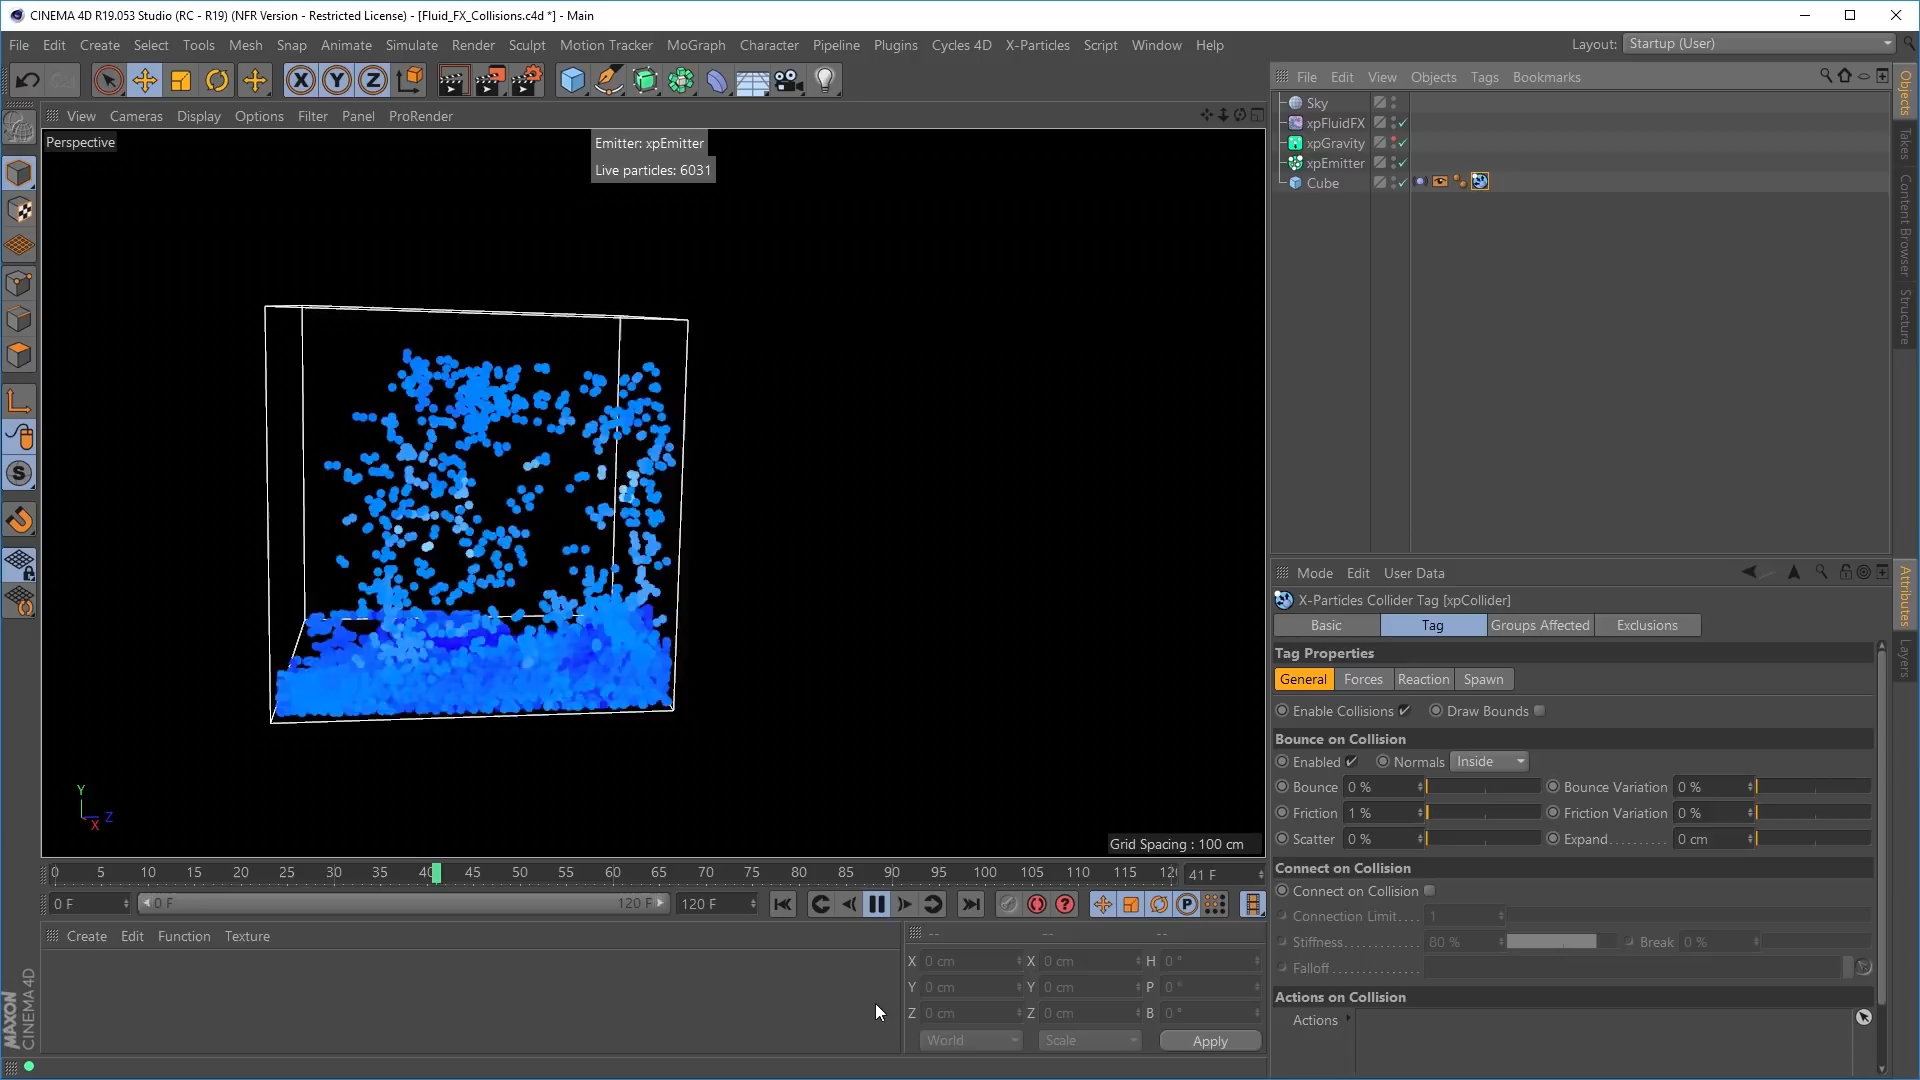 CINEMA 4D R19.053 Studio (RC - R19) (NFR Version - Restricted License) - [Fluid_FX_Collisions.c4d *] - Main
File Edit Create Select Tools Mesh Snap Animate Simulate Render Sculpt Motion Tracker MoGraph Character Pipeline Plugins Cycles 4D X-Particles Script Window Help
Layout: Startup (User)
X Y Z
View Cameras Display Options Filter Panel ProRender
Perspective
Emitter: xpEmitter
Live particles: 6031
Y
Z
X
Grid Spacing : 100 cm
0 5 10 15 20 25 30 35 40 45 50 55 60 65 70 75 80 85 90 95 100 105 110 115 120
41 F
0 F
0 F 120 F
120 F
P
Create Edit Function Texture
MAXON CINEMA 4D
-- -- --
X 0 cm X 0 cm H 0 °
Y 0 cm Y 0 cm P 0 °
Z 0 cm Z 0 cm B 0 °
World Scale Apply
File Edit View Objects Tags Bookmarks
Sky
xpFluidFX
xpGravity
xpEmitter
Cube
Objects
Takes
Content Browser
Structure
Attributes
Layers
Mode Edit User Data
X-Particles Collider Tag [xpCollider]
Basic Tag Groups Affected Exclusions
Tag Properties
General Forces Reaction Spawn
Enable Collisions Draw Bounds
Bounce on Collision
Enabled Normals Inside
Bounce 0 % Bounce Variation 0 %
Friction 1 % Friction Variation 0 %
Scatter 0 % Expand.......... 0 cm
Connect on Collision
Connect on Collision
Connection Limit.... 1
Stiffness............... 80 % Break 0 %
Falloff..................
Actions on Collision
Actions